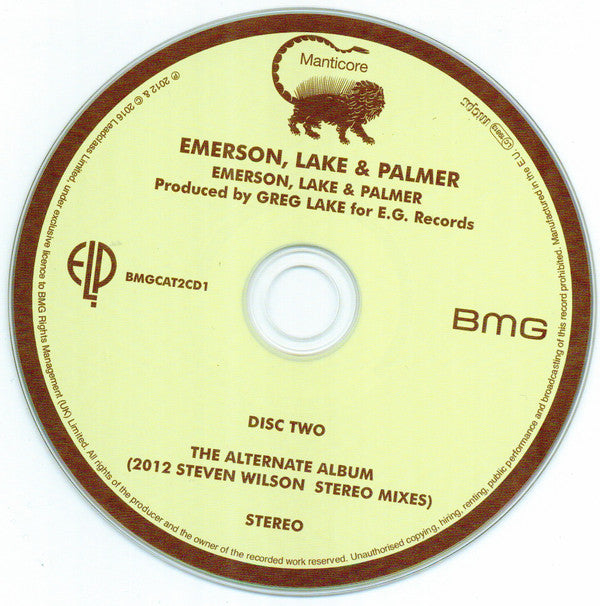 Manticore
EMERSON, LAKE & PALMER
EMERSON, LAKE & PALMER
Produced by GREG LAKE for E.G. Records
ELP
BMGCAT2CD1
BMG
DISC TWO
THE ALTERNATE ALBUM
(2012 STEVEN WILSON STEREO MIXES)
STEREO
℗ 2012 & © 2016 Leadclass Limited, under exclusive licence to BMG Rights Management (UK) Limited. All rights of the producer and the owner of the recorded work reserved. Unauthorised copying, hiring, renting, public performance and broadcasting of this record prohibited. Manufactured in the E.U.